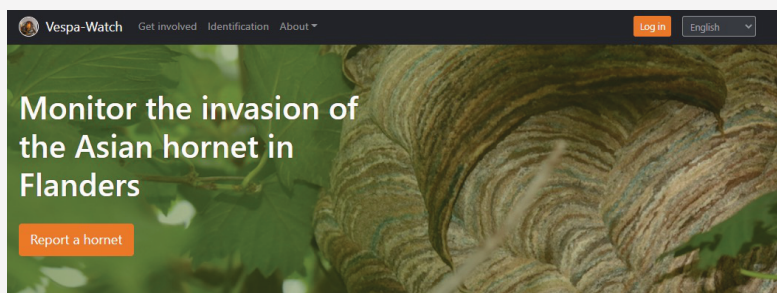 Vespa-Watch Get involved Identification About Log in English
Monitor the invasion of
the Asian hornet in
Flanders
Report a hornet